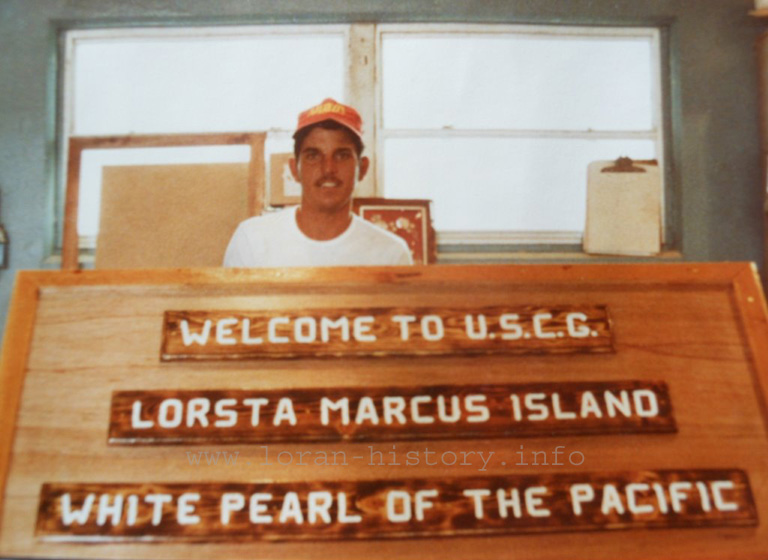 WELCOME TO U.S.C.G.
LORSTA MARCUS ISLAND
www.loran-history.info
WHITE PEARL OF THE PACIFIC